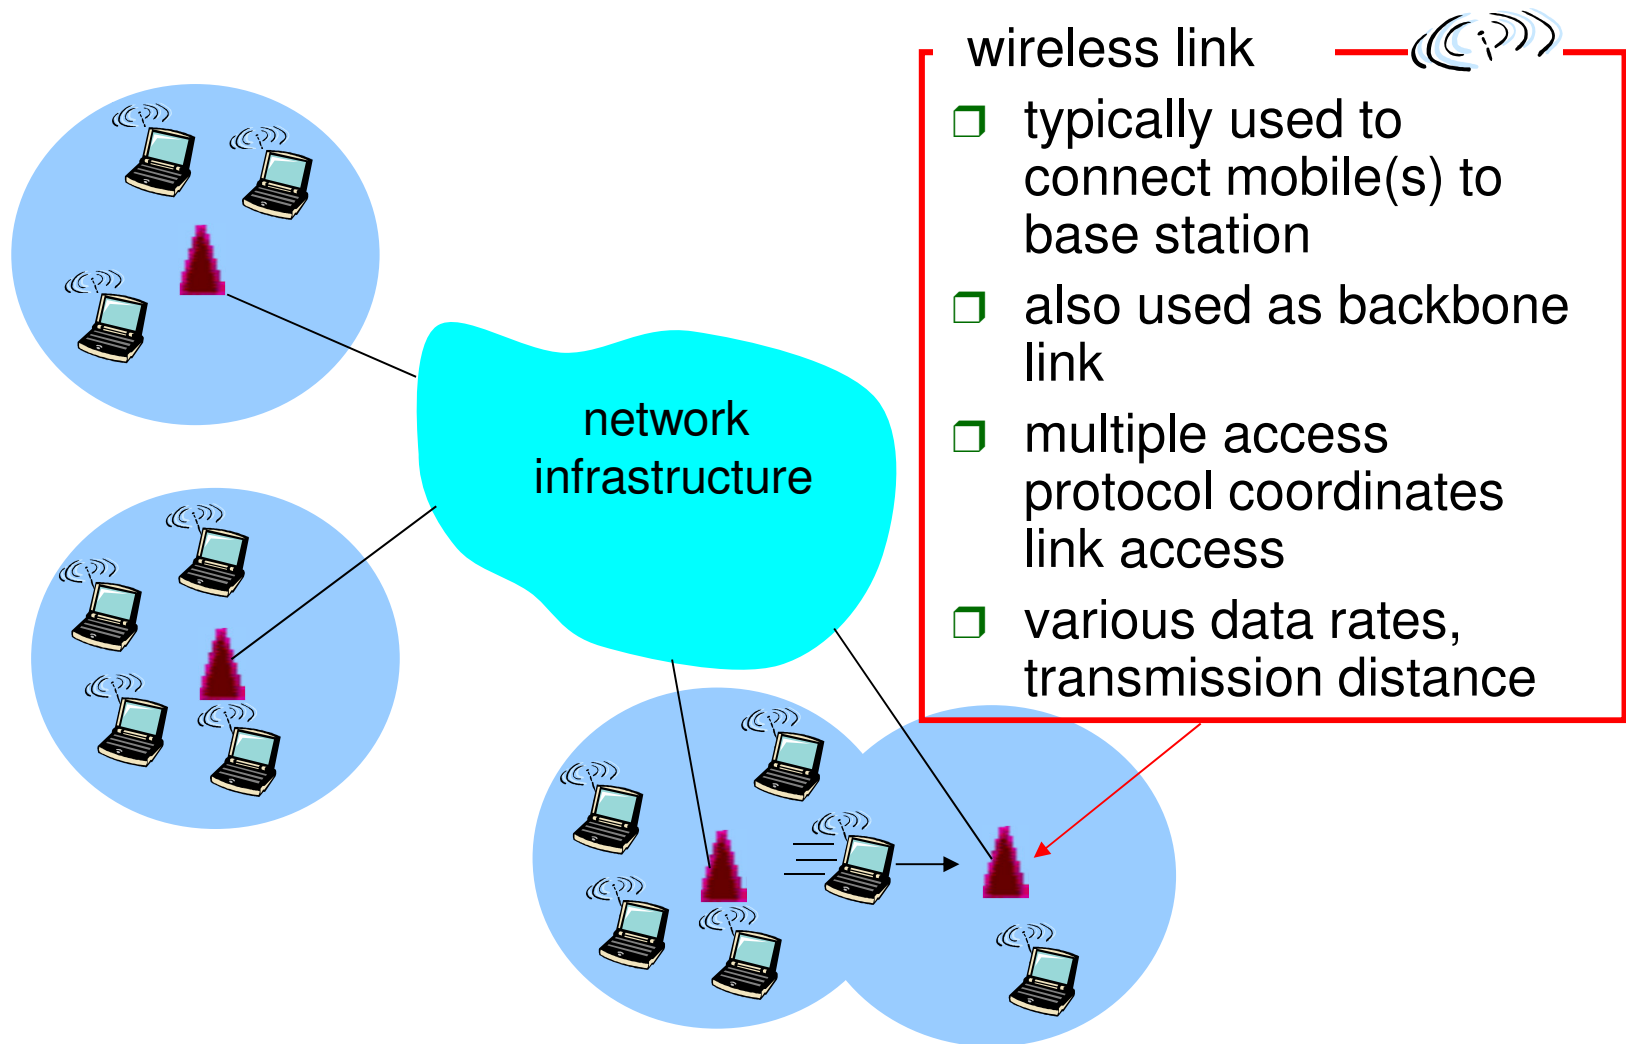 wireless link
❒ typically used to
connect mobile(s) to
base station
❒ also used as backbone
link
❒ multiple access
protocol coordinates
link access
❒ various data rates,
transmission distance
network
infrastructure